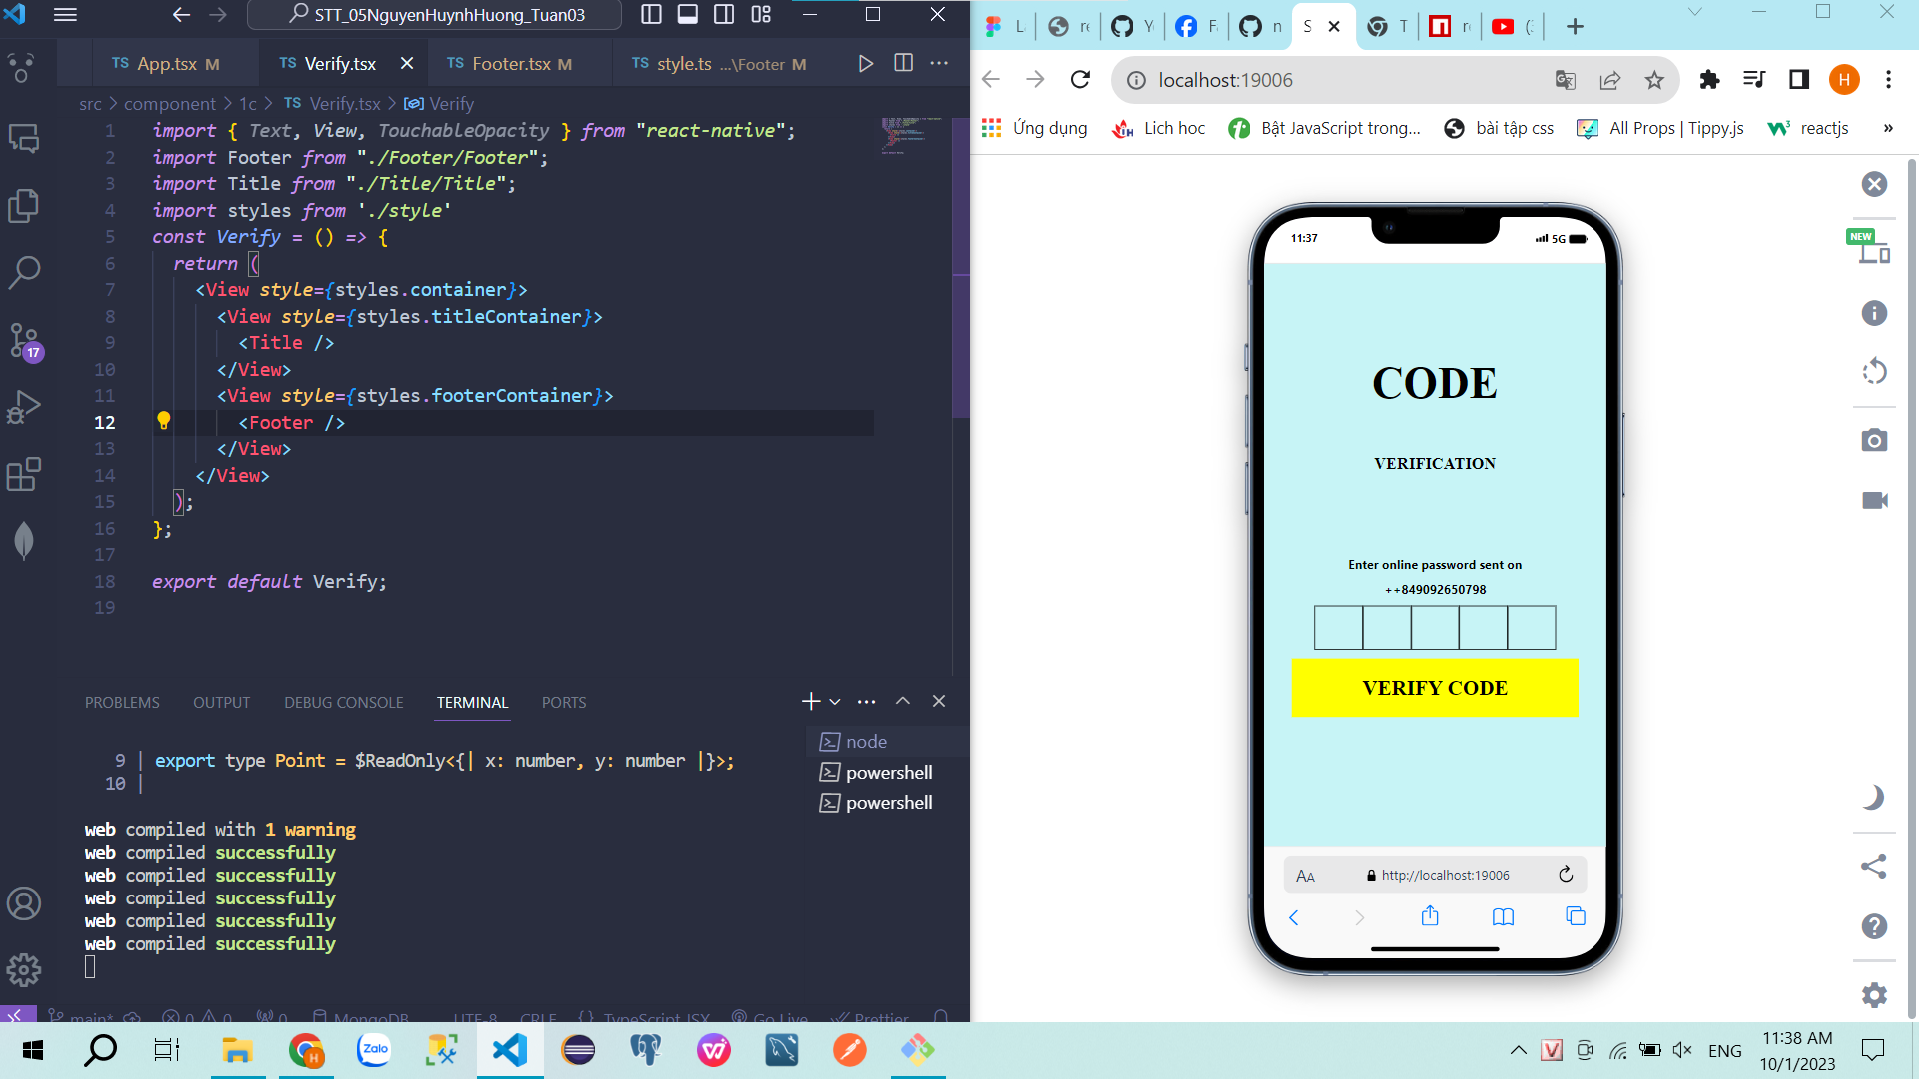 STT_05NguyenHuynhHuong_Tuan03
TS App.tsx M
TS Verify.tsx
TS Footer.tsx M
TS style.ts ...\Footer M
src > component > 1c > TS Verify.tsx > Verify
1 import { Text, View, TouchableOpacity } from "react-native";
2 import Footer from "./Footer/Footer";
3 import Title from "./Title/Title";
4 import styles from './style'
5 const Verify = () => {
6 return (
7 <View style={styles.container}>
8 <View style={styles.titleContainer}>
9 <Title />
10 </View>
11 <View style={styles.footerContainer}>
12 <Footer />
13 </View>
14 </View>
15 );
16 };
17
18 export default Verify;
19
17
PROBLEMS OUTPUT DEBUG CONSOLE TERMINAL PORTS
9 | export type Point = $ReadOnly<{| x: number, y: number |}>;
10 |
web compiled with 1 warning
web compiled successfully
web compiled successfully
web compiled successfully
web compiled successfully
web compiled successfully
node
powershell
powershell
main* 0 0 0 MongoDB UTF-8 CRLF {} TypeScript JSX Go Live Prettier
localhost:19006
H
Ứng dụng
Lich hoc
Bật JavaScript trong...
bài tập css
All Props | Tippy.js
reactjs
»
NEW
11:37
5G
CODE
VERIFICATION
Enter online password sent on
++849092650798
VERIFY CODE
AA
http://localhost:19006
Zalo
ENG
11:38 AM
10/1/2023